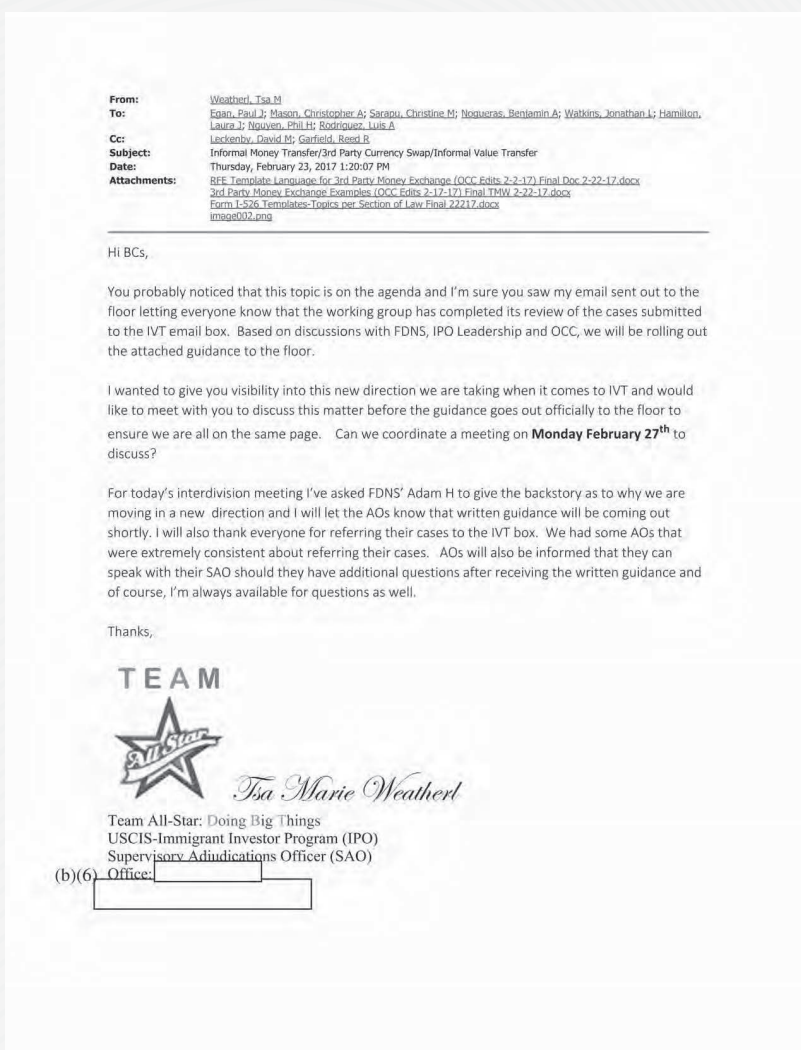 From: Weatherl, Tsa M
To: Egan, Paul J; Mason, Christopher A; Sarapu, Christine M; Nogueras, Benjamin A; Watkins, Jonathan L; Hamilton,
Laura J; Nguyen, Phil H; Rodriguez, Luis A
Cc: Leckenby, David M; Garfield, Reed R
Subject: Informal Money Transfer/3rd Party Currency Swap/Informal Value Transfer
Date: Thursday, February 23, 2017 1:20:07 PM
Attachments: RFE Template Language for 3rd Party Money Exchange (OCC Edits 2-2-17) Final Doc 2-22-17.docx
3rd Party Money Exchange Examples (OCC Edits 2-17-17) Final TMW 2-22-17.docx
Form I-526 Templates-Topics per Section of Law Final 22217.docx
image002.png
Hi BCs,
You probably noticed that this topic is on the agenda and I'm sure you saw my email sent out to the
floor letting everyone know that the working group has completed its review of the cases submitted
to the IVT email box. Based on discussions with FDNS, IPO Leadership and OCC, we will be rolling out
the attached guidance to the floor.
I wanted to give you visibility into this new direction we are taking when it comes to IVT and would
like to meet with you to discuss this matter before the guidance goes out officially to the floor to
ensure we are all on the same page. Can we coordinate a meeting on Monday February 27th to
discuss?
For today's interdivision meeting I've asked FDNS' Adam H to give the backstory as to why we are
moving in a new direction and I will let the AOs know that written guidance will be coming out
shortly. I will also thank everyone for referring their cases to the IVT box. We had some AOs that
were extremely consistent about referring their cases. AOs will also be informed that they can
speak with their SAO should they have additional questions after receiving the written guidance and
of course, I'm always available for questions as well.
Thanks,
TEAM
All Star
Tsa Marie Weatherl
Team All-Star: Doing Big Things
USCIS-Immigrant Investor Program (IPO)
Supervisory Adjudications Officer (SAO)
(b)(6) Office: